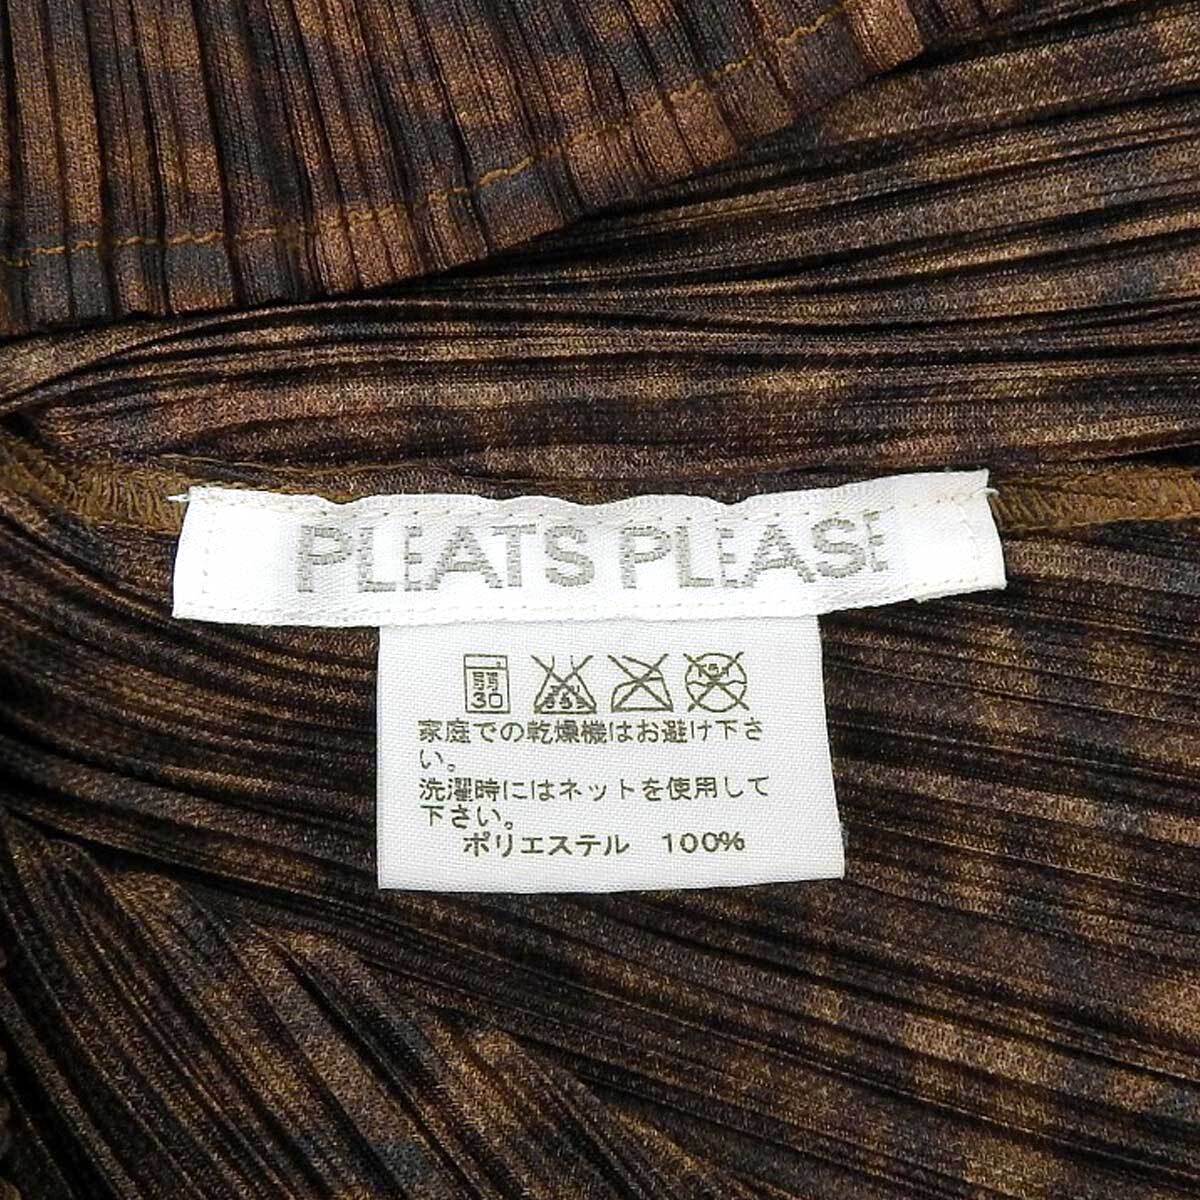 PLEATS PLEASE
弱
30
家庭での乾燥機はお避け下さ
い。
洗濯時にはネットを使用して
下さい。
ポリエステル 100%